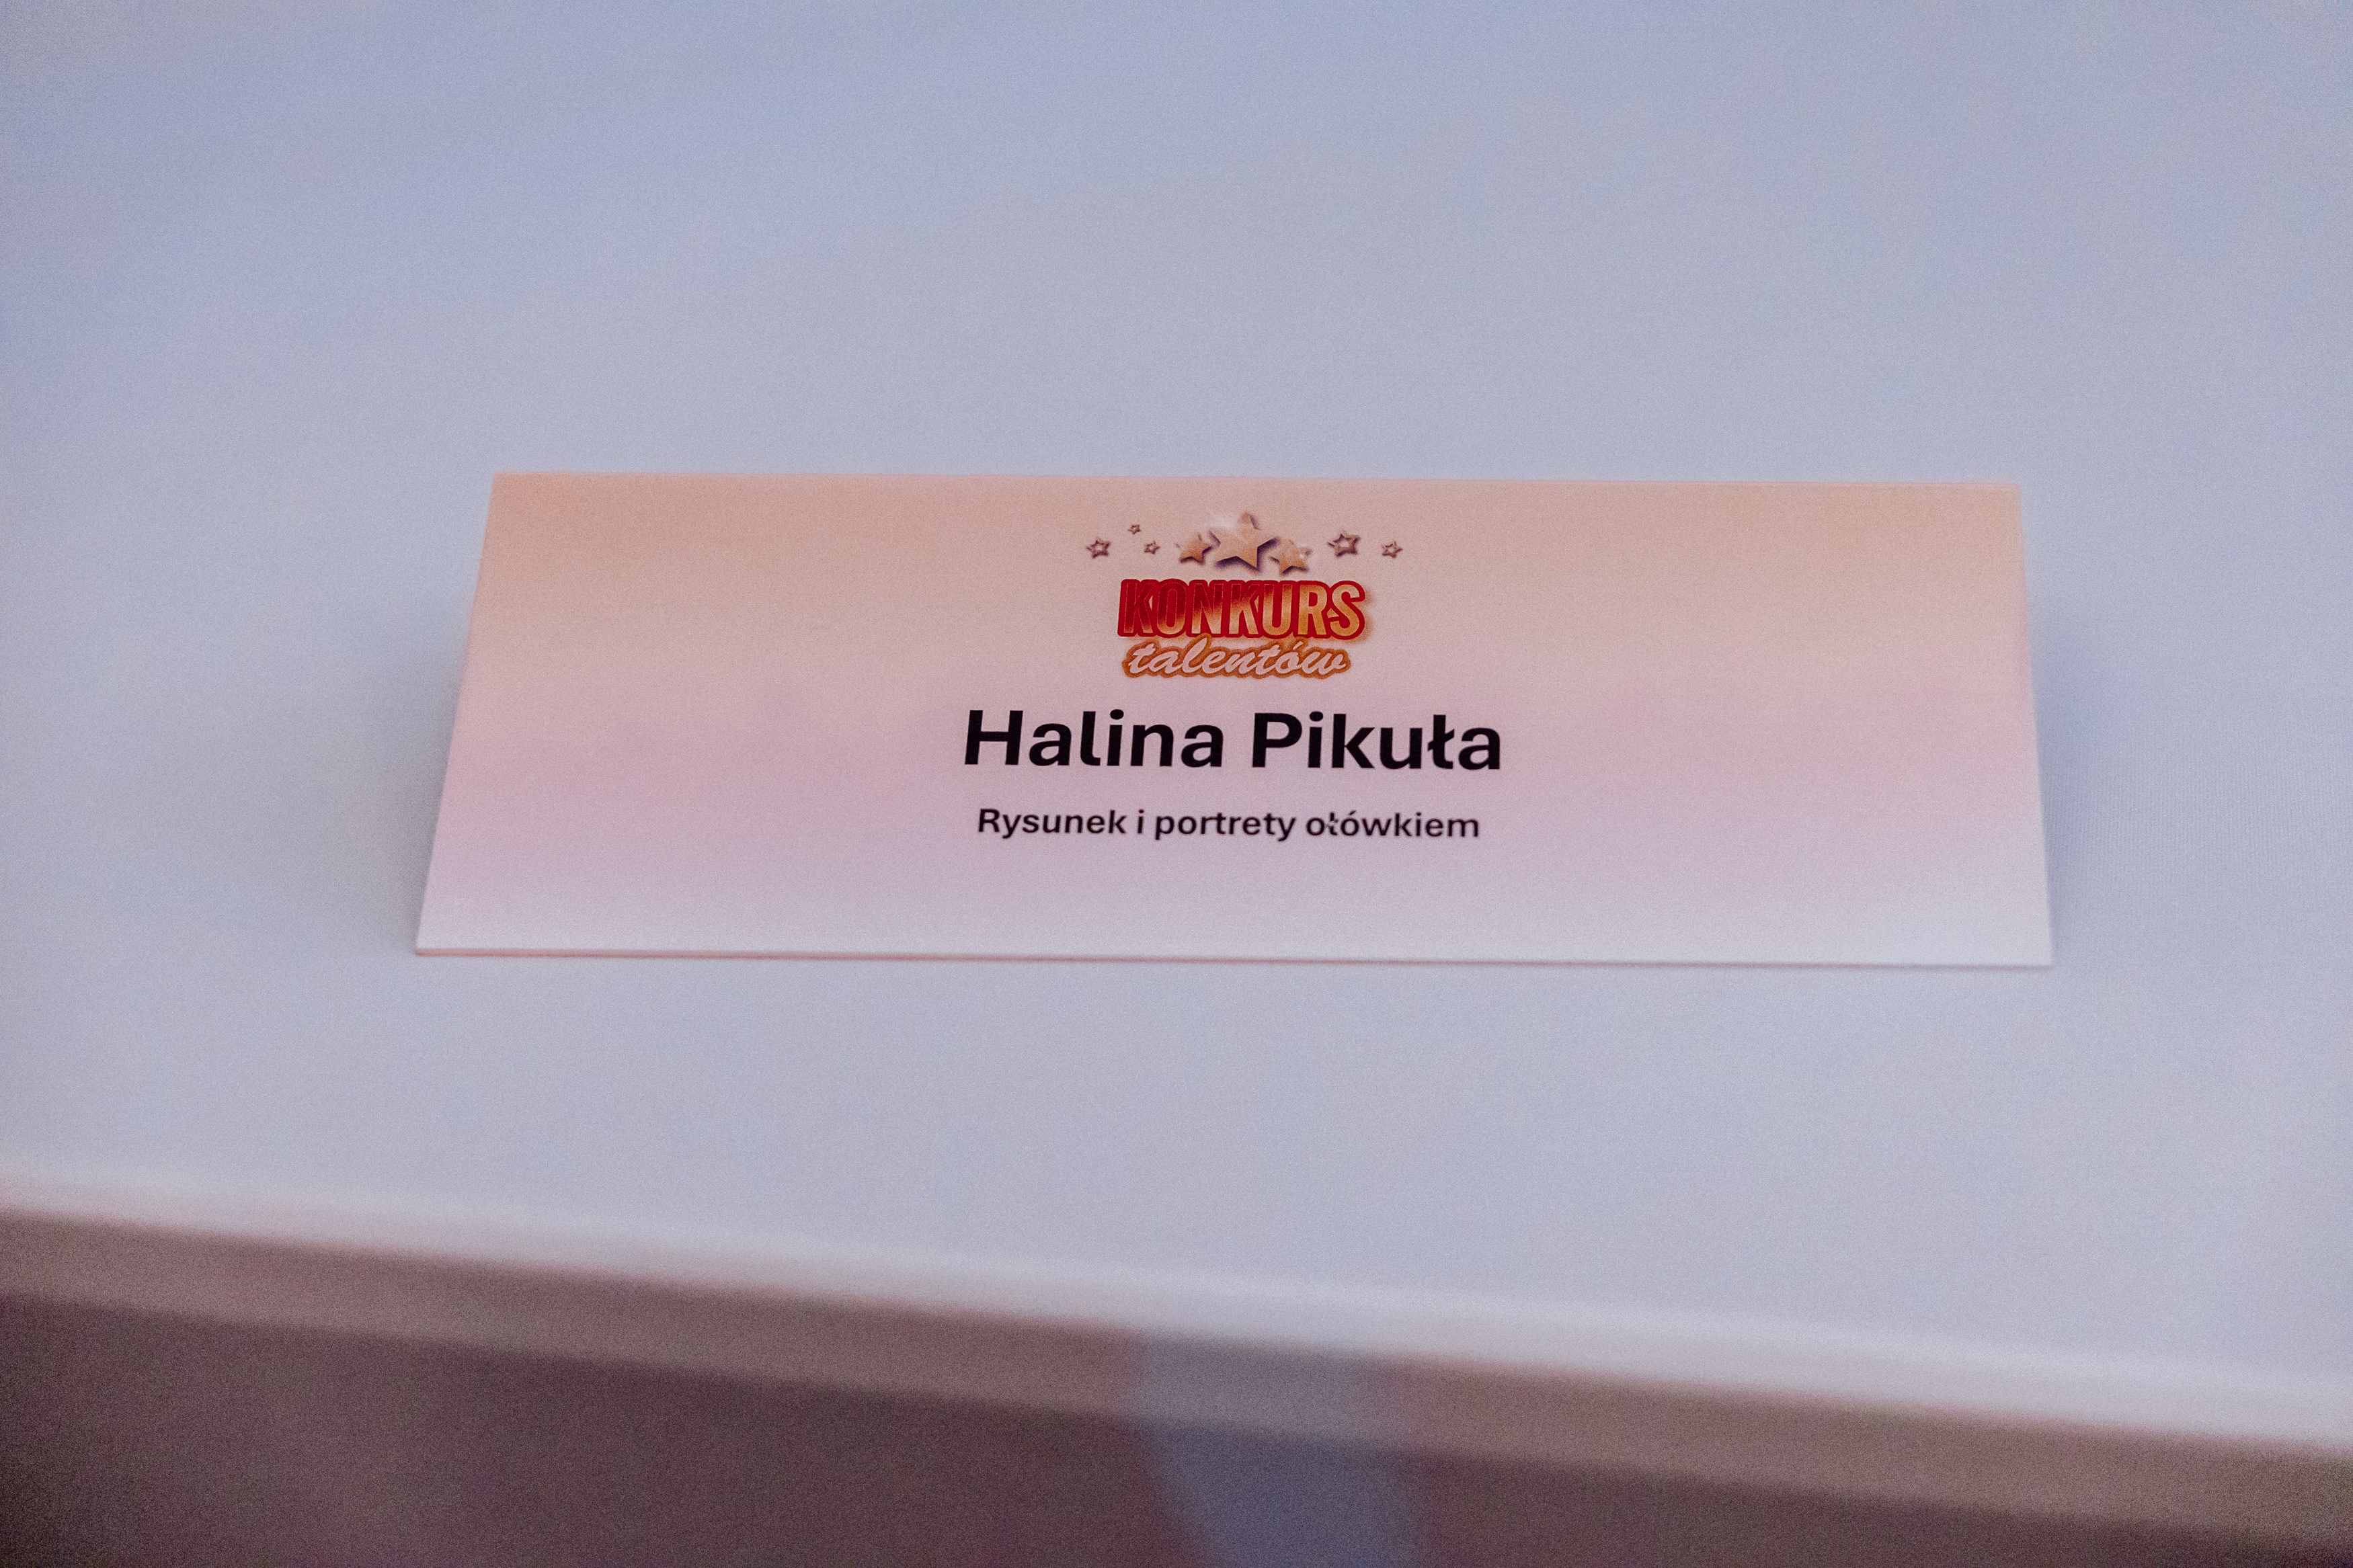 KONKURS
talentów
Halina Pikuła
Rysunek i portrety ołówkiem